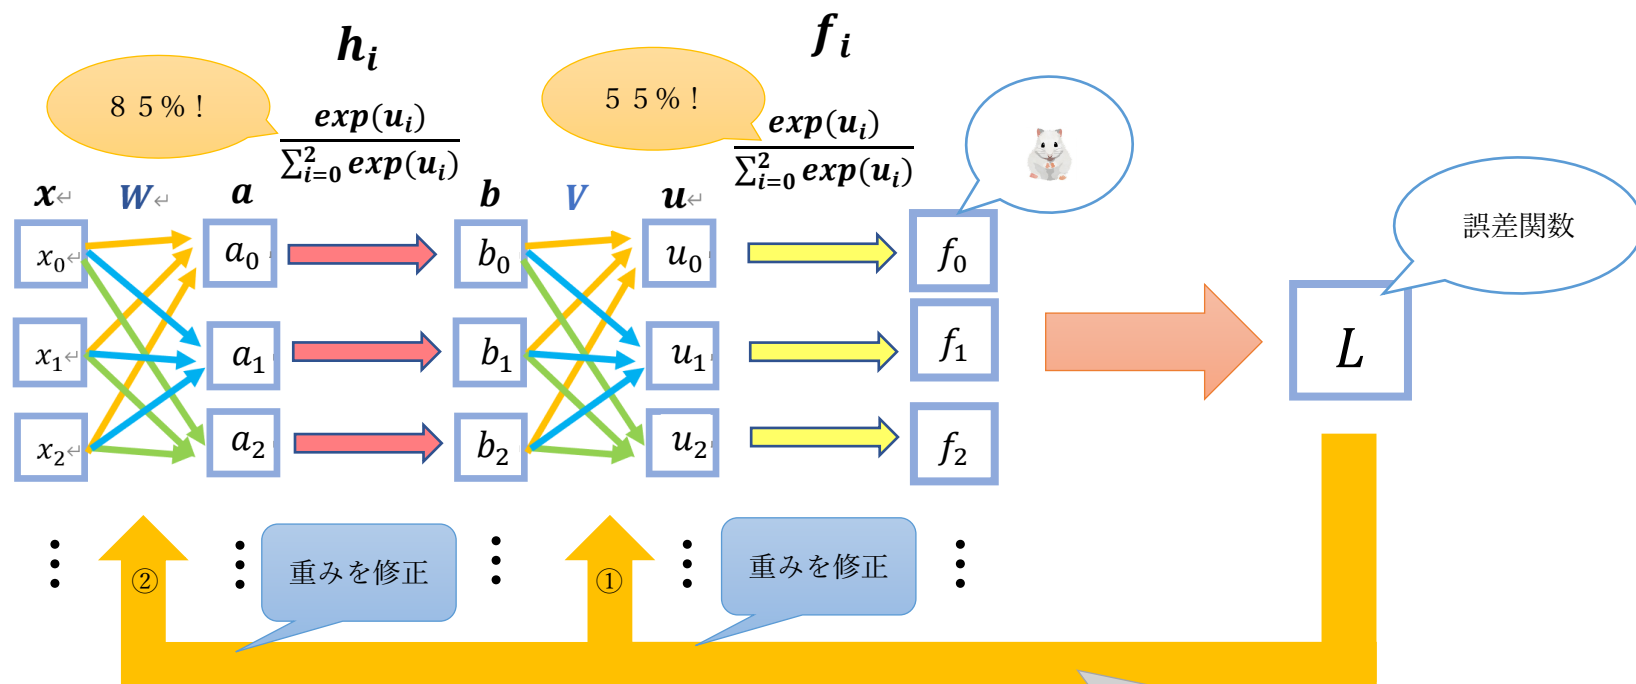 h_i
f_i
８５%！
５５%！
exp(u_i)
∑_{i=0}^{2} exp(u_i)
exp(u_i)
∑_{i=0}^{2} exp(u_i)
x↵ W↵ a b V u↵
誤差関数
x_0↵ a_0 b_0 u_0 f_0
x_1↵ a_1 b_1 u_1 f_1 L
x_2↵ a_2 b_2 u_2 f_2
⋮ ⋮ ⋮ ⋮ ⋮
② 重みを修正 ① 重みを修正